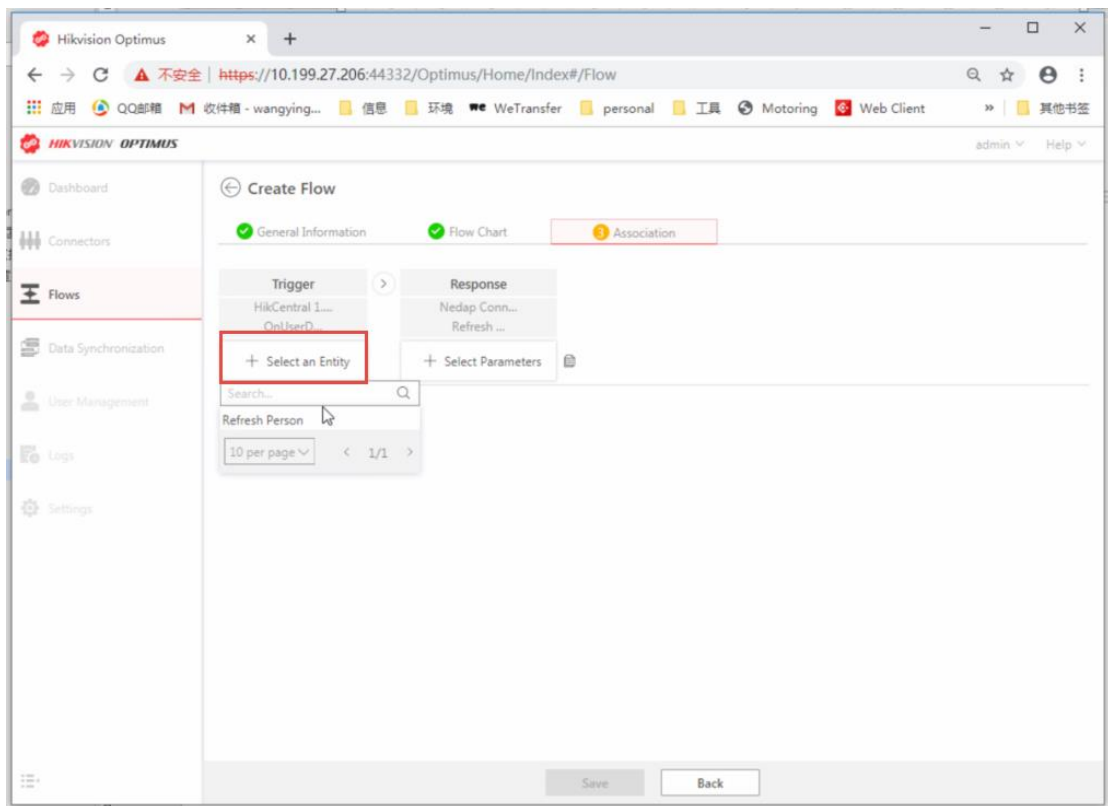 Hikvision Optimus
不安全 https://10.199.27.206:44332/Optimus/Home/Index#/Flow
应用 QQ邮箱 收件箱 - wangying... 信息 环境 we WeTransfer personal 工具 Motoring Web Client » 其他书签
HIKVISION OPTIMUS admin Help
Dashboard
Create Flow
General Information Flow Chart 3 Association
Connectors
Trigger > Response
Flows
HikCentral 1.... Nedap Conn...
OnUserD... Refresh ...
Data Synchronization
+ Select an Entity + Select Parameters
User Management
Search...
Refresh Person
Logs
10 per page < 1/1 >
Settings
Save Back